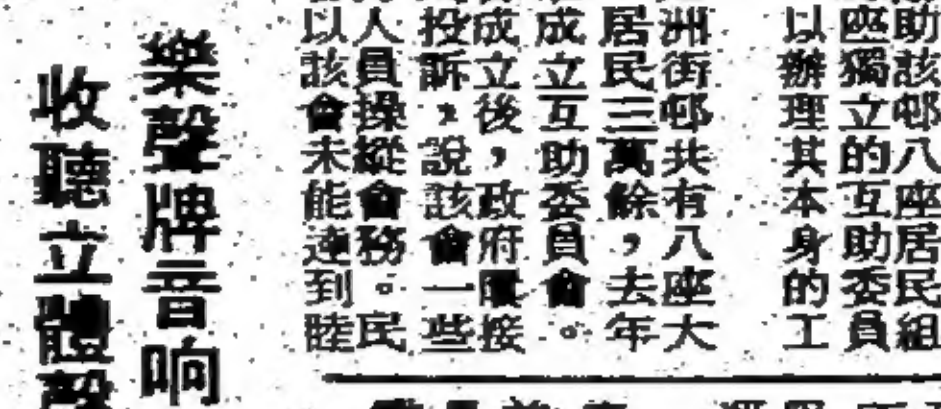 助該邨八座居民組
座獨立的互助委員
以辦理其本身的工
洲街邨共有八座大
居民三萬餘，去年
成立互助委員會。
成立後，政府屢接
投訴，說該會一些
人員操縱會務。民
以該會未能達到
樂聲牌音响
收聽立體聲